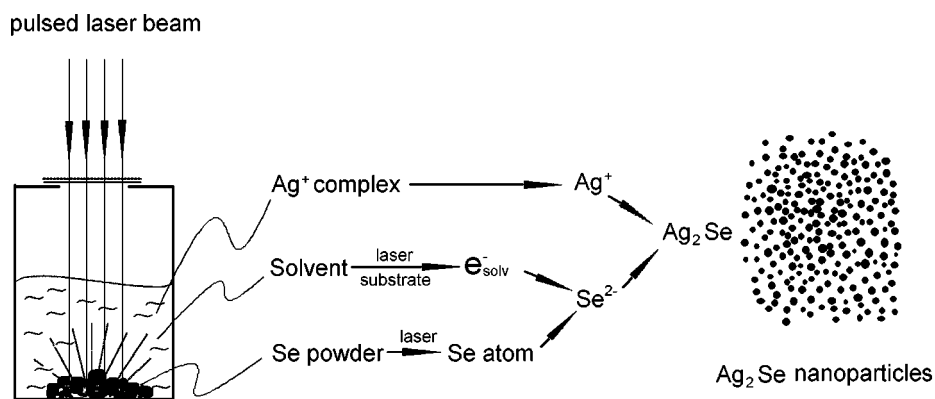 pulsed laser beam
Ag⁺ complex
Ag⁺
Ag₂Se
Solvent
laser
substrate
e⁻solv
Se²⁻
Se powder
laser
Se atom
Ag₂Se nanoparticles